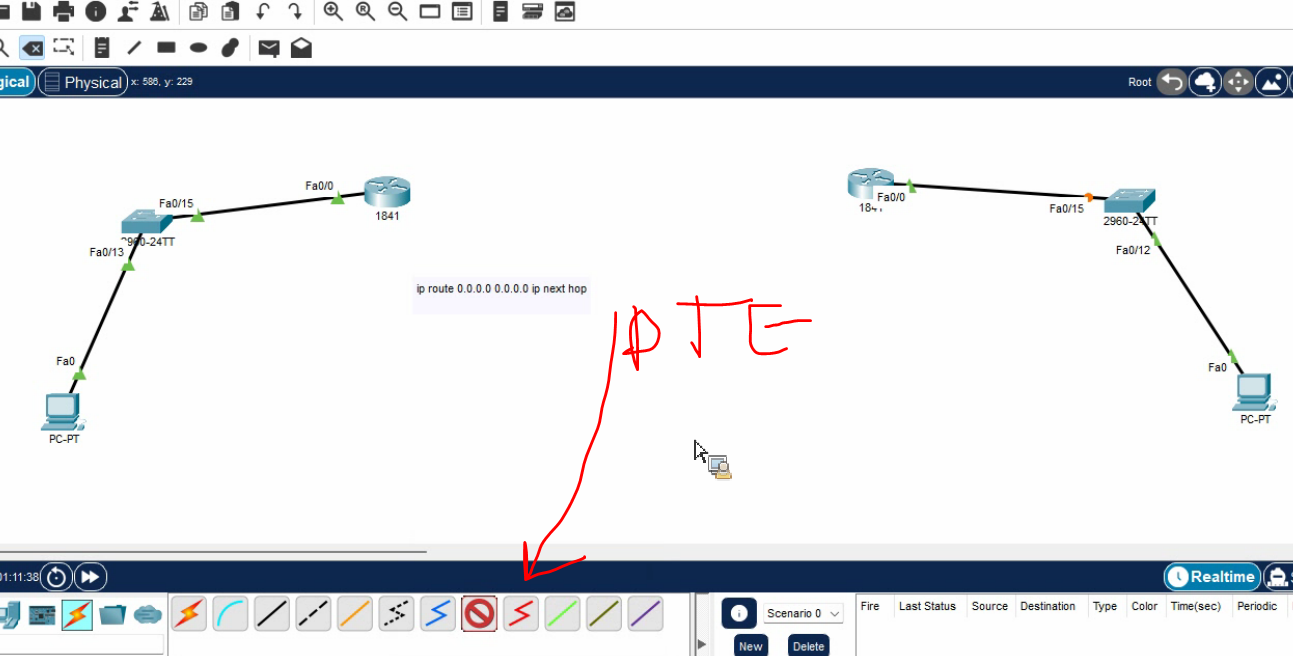 gical Physical x: 586, y: 229 Root
Fa0/0
Fa0/15
1841
2960-24TT
Fa0/13
Fa0
PC-PT
ip route 0.0.0.0 0.0.0.0 ip next hop
DTE
Fa0/0
184
Fa0/15
2960-24TT
Fa0/12
Fa0
PC-PT
01:11:38 Realtime
Scenario 0
New Delete
Fire Last Status Source Destination Type Color Time(sec) Periodic